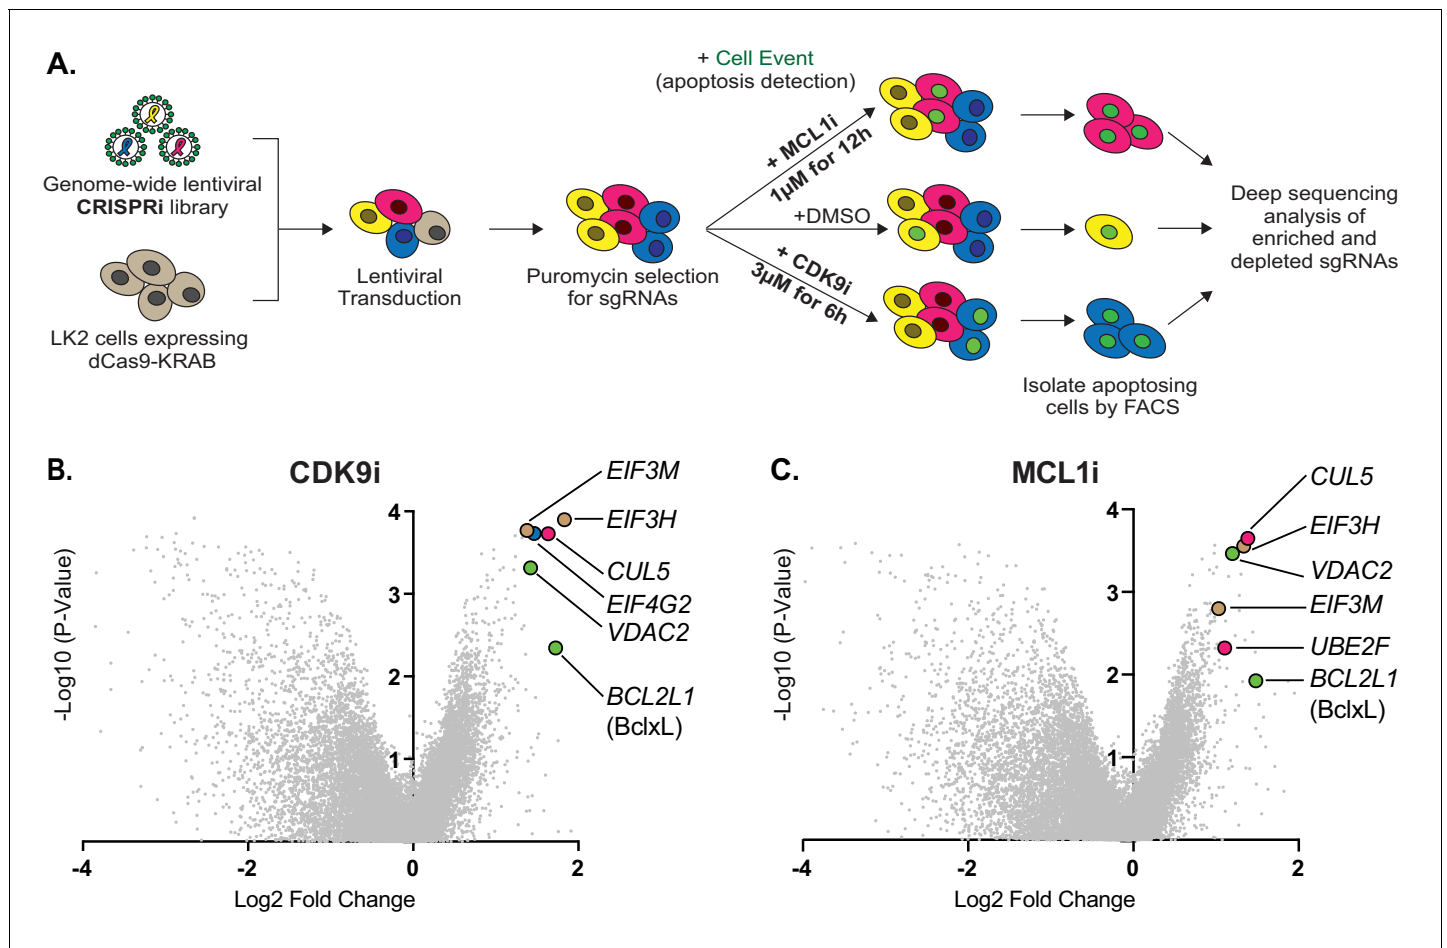 A.
+ Cell Event
(apoptosis detection)
Genome-wide lentiviral
CRISPRi library
LK2 cells expressing
dCas9-KRAB
Lentiviral
Transduction
Puromycin selection
for sgRNAs
+ MCL1i
1µM for 12h
+DMSO
+ CDK9i
3µM for 6h
Isolate apoptosing
cells by FACS
Deep sequencing
analysis of
enriched and
depleted sgRNAs
B.
CDK9i
-Log10 (P-Value)
4
3
2
1
-4
-2
0
2
Log2 Fold Change
EIF3M
EIF3H
CUL5
EIF4G2
VDAC2
BCL2L1
(BclxL)
C.
MCL1i
-Log10 (P-Value)
4
3
2
1
-4
-2
0
2
Log2 Fold Change
CUL5
EIF3H
VDAC2
EIF3M
UBE2F
BCL2L1
(BclxL)